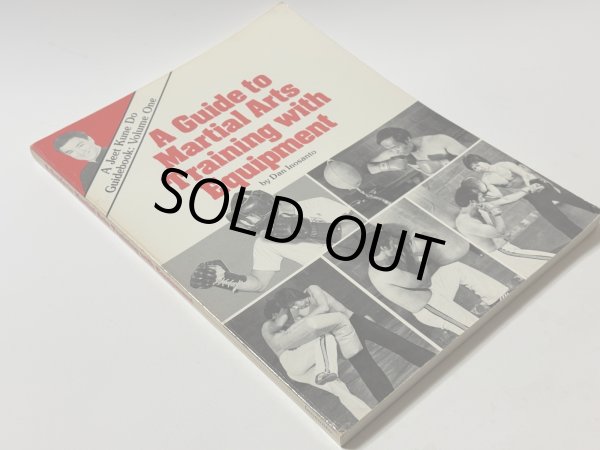 A Jeet Kune Do
Guidebook: Volume One
A Guide to
Martial Arts
Training with
Equipment
by Dan Inosanto
SOLD OUT